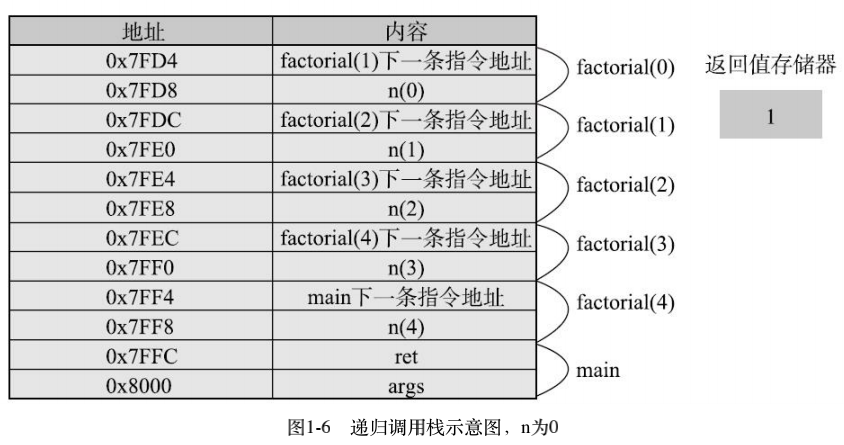 地址 内容
0x7FD4 factorial(1)下一条指令地址
factorial(0) 返回值存储器
0x7FD8 n(0)
0x7FDC factorial(2)下一条指令地址
factorial(1) 1
0x7FE0 n(1)
0x7FE4 factorial(3)下一条指令地址
factorial(2)
0x7FE8 n(2)
0x7FEC factorial(4)下一条指令地址
factorial(3)
0x7FF0 n(3)
0x7FF4 main下一条指令地址
factorial(4)
0x7FF8 n(4)
0x7FFC ret
main
0x8000 args
图1-6 递归调用栈示意图，n为0